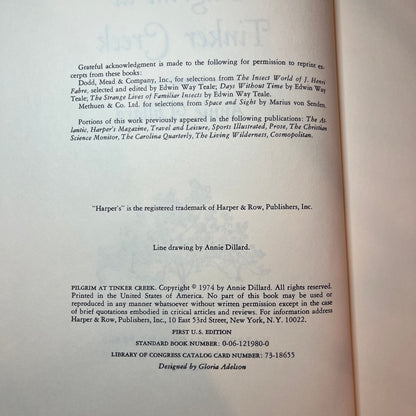 Grateful acknowledgment is made to the following for permission to reprint ex-
cerpts from these books:
Dodd, Mead & Company, Inc., for selections from The Insect World of J. Henri
Fabre, selected and edited by Edwin Way Teale; Days Without Time by Edwin Way
Teale; The Strange Lives of Familiar Insects by Edwin Way Teale.
Methuen & Co. Ltd. for selections from Space and Sight by Marius von Senden.
Portions of this work previously appeared in the following publications: The At-
lantic, Harper's Magazine, Travel and Leisure, Sports Illustrated, Prose, The Christian
Science Monitor, The Carolina Quarterly, The Living Wilderness, Cosmopolitan.
"Harper's" is the registered trademark of Harper & Row, Publishers, Inc.
Line drawing by Annie Dillard.
PILGRIM AT TINKER CREEK. Copyright © 1974 by Annie Dillard. All rights reserved.
Printed in the United States of America. No part of this book may be used or
reproduced in any manner whatsoever without written permission except in the case
of brief quotations embodied in critical articles and reviews. For information address
Harper & Row, Publishers, Inc., 10 East 53rd Street, New York, N.Y. 10022.
FIRST U.S. EDITION
STANDARD BOOK NUMBER: 0-06-121980-0
LIBRARY OF CONGRESS CATALOG CARD NUMBER: 73-18655
Designed by Gloria Adelson